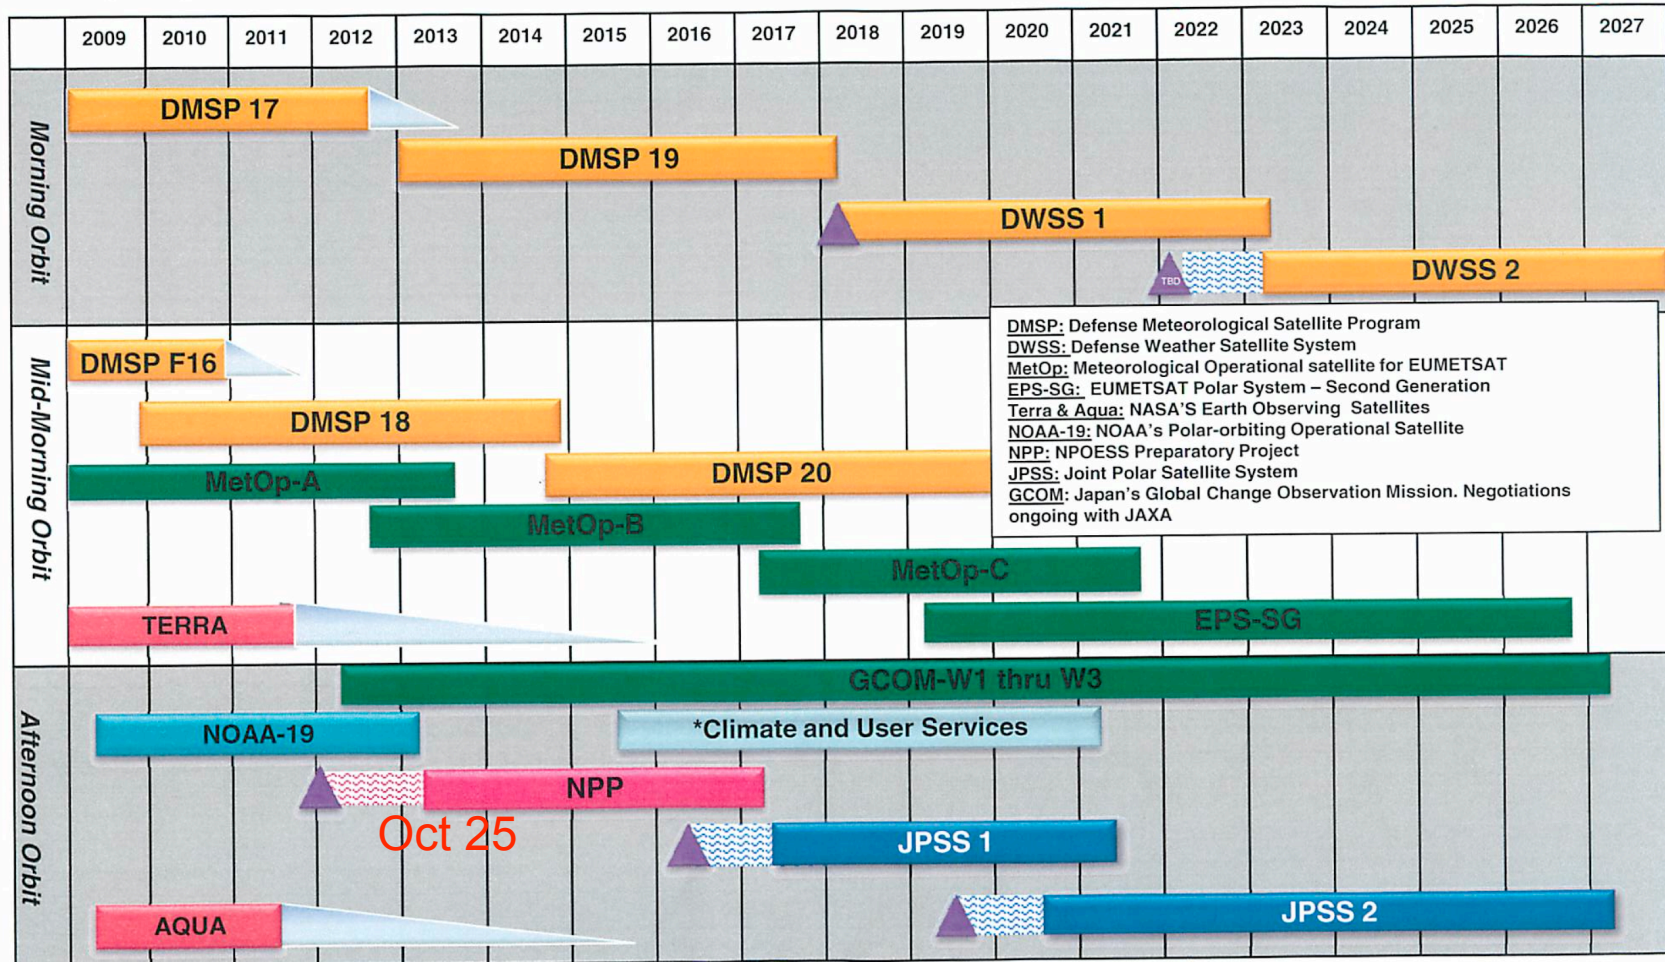 2009 2010 2011 2012 2013 2014 2015 2016 2017 2018 2019 2020 2021 2022 2023 2024 2025 2026 2027
Morning Orbit
DMSP 17
DMSP 19
DWSS 1
TBD
DWSS 2
Mid-Morning Orbit
DMSP F16
DMSP 18
MetOp-A
DMSP 20
MetOp-B
MetOp-C
TERRA
EPS-SG
DMSP: Defense Meteorological Satellite Program
DWSS: Defense Weather Satellite System
MetOp: Meteorological Operational satellite for EUMETSAT
EPS-SG: EUMETSAT Polar System – Second Generation
Terra & Aqua: NASA'S Earth Observing Satellites
NOAA-19: NOAA's Polar-orbiting Operational Satellite
NPP: NPOESS Preparatory Project
JPSS: Joint Polar Satellite System
GCOM: Japan's Global Change Observation Mission. Negotiations
ongoing with JAXA
Afternoon Orbit
GCOM-W1 thru W3
NOAA-19
*Climate and User Services
NPP
Oct 25
JPSS 1
AQUA
JPSS 2